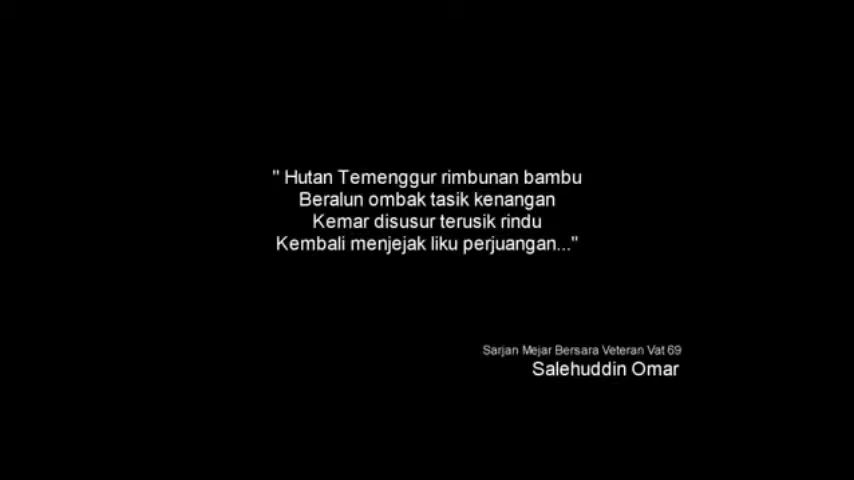 " Hutan Temenggur rimbunan bambu
Beralun ombak tasik kenangan
Kemar disusur terusik rindu
Kembali menjejak liku perjuangan..."
Sarjan Mejar Bersara Veteran Vat 69
Salehuddin Omar